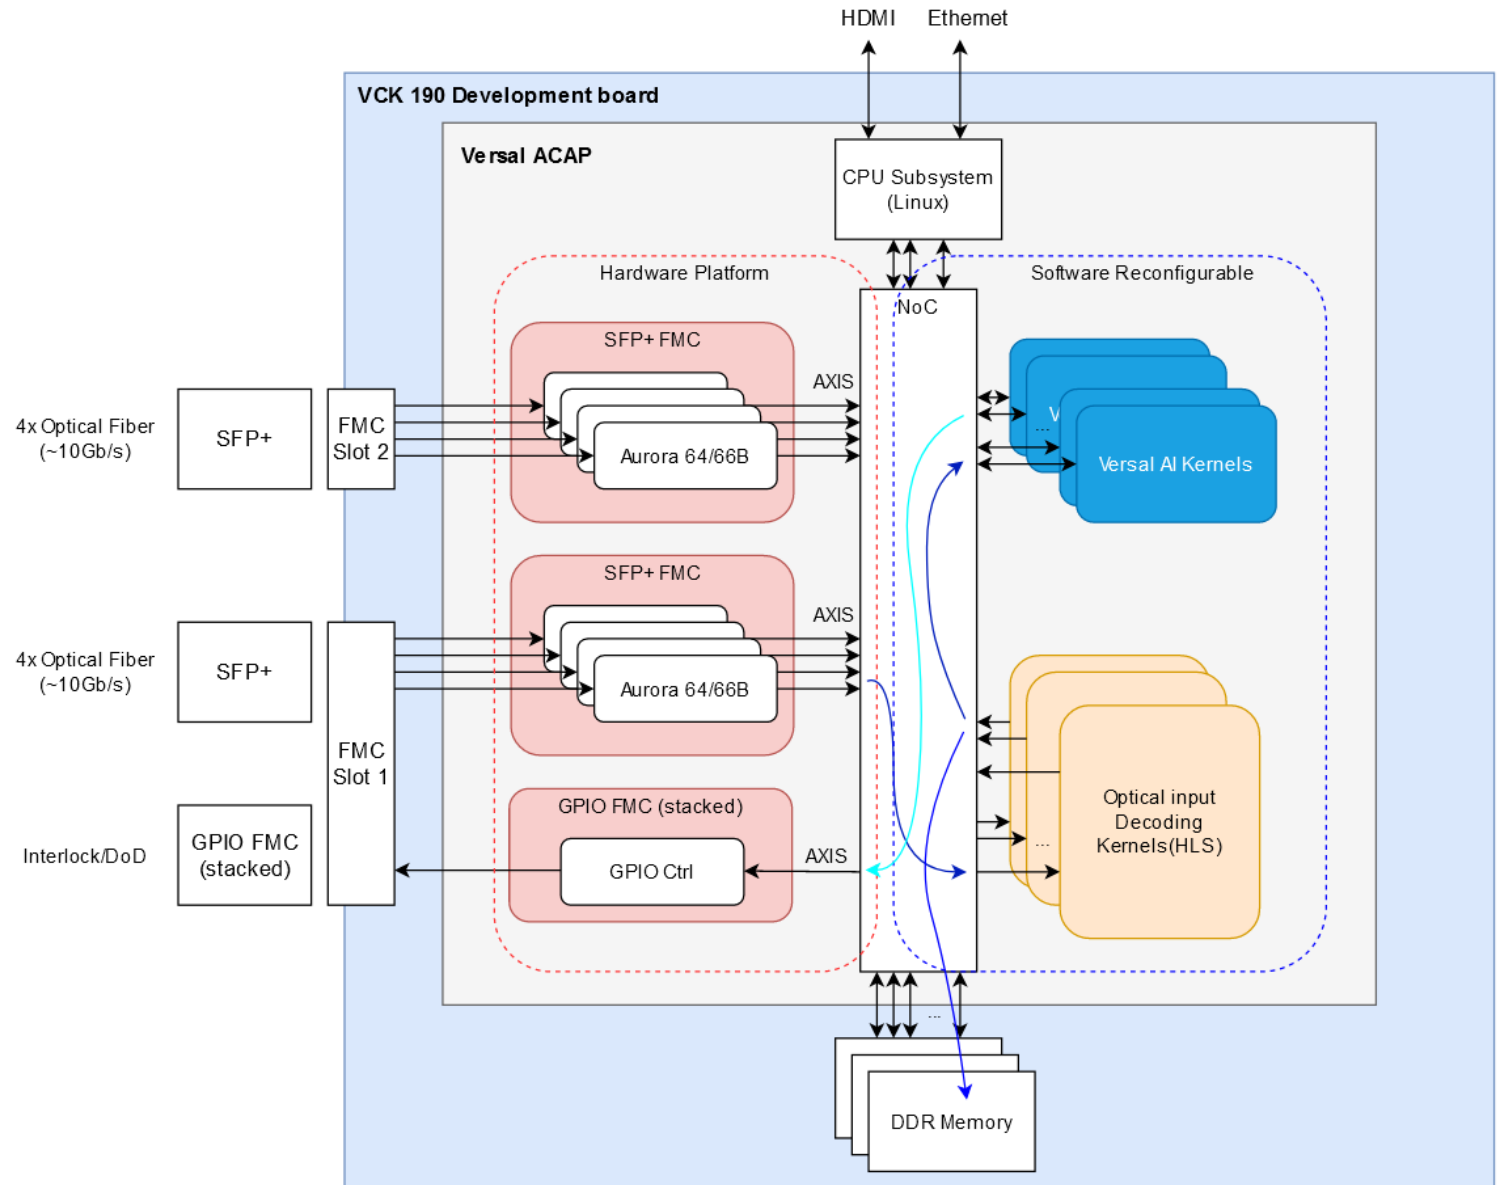 HDMI
Ethernet
VCK 190 Development board
Versal ACAP
CPU Subsystem
(Linux)
Hardware Platform
Software Reconfigurable
NoC
SFP+ FMC
AXIS
Aurora 64/66B
4x Optical Fiber
(~10Gb/s)
SFP+
FMC
Slot 2
V
...
Versal AI Kernels
SFP+ FMC
AXIS
Aurora 64/66B
4x Optical Fiber
(~10Gb/s)
SFP+
FMC
Slot 1
GPIO FMC (stacked)
AXIS
GPIO Ctrl
Interlock/DoD
GPIO FMC
(stacked)
Optical input
Decoding
Kernels(HLS)
...
...
DDR Memory